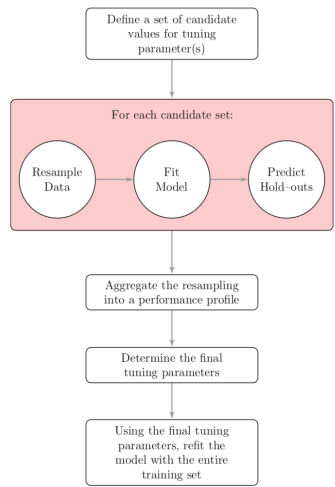 Define a set of candidate
values for tuning
parameter(s)
For each candidate set:
Resample
Data
Fit
Model
Predict
Hold–outs
Aggregate the resampling
into a performance profile
Determine the final
tuning parameters
Using the final tuning
parameters, refit the
model with the entire
training set